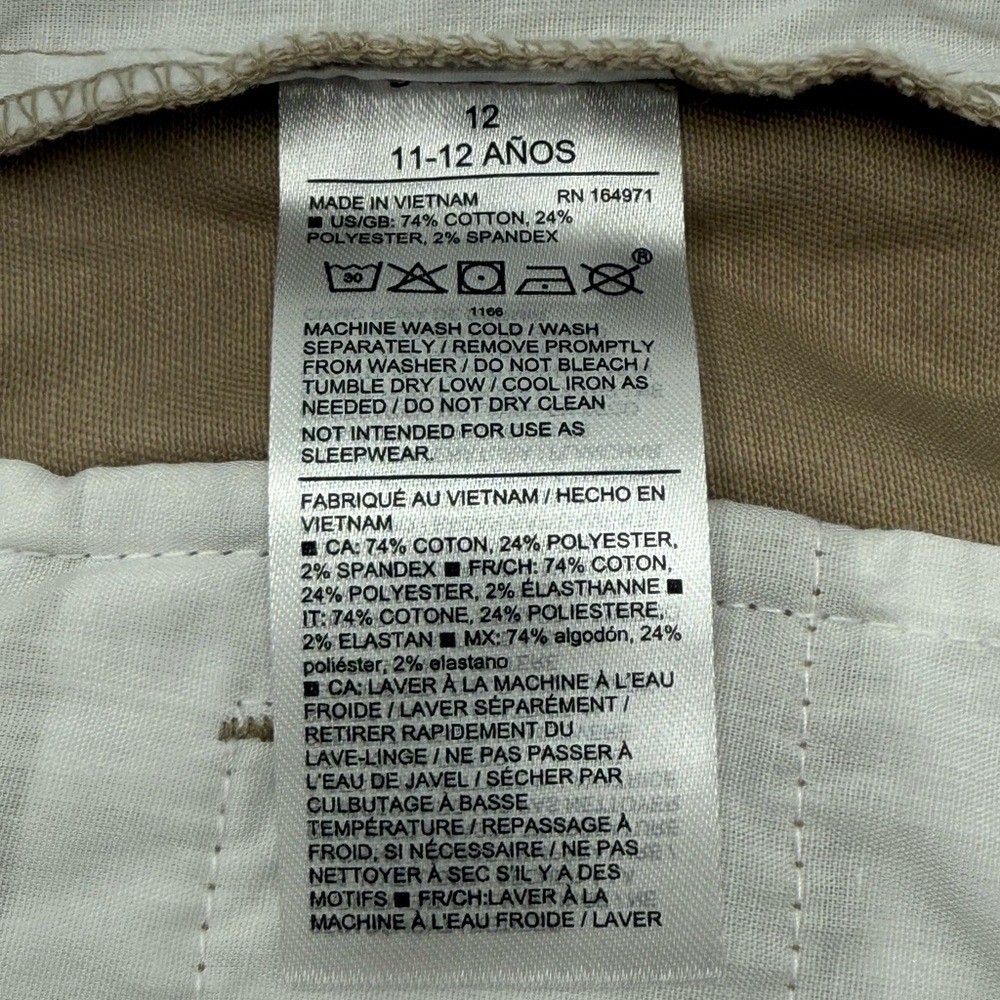 12
11-12 AÑOS
MADE IN VIETNAM RN 164971
■ US/GB: 74% COTTON, 24%
POLYESTER, 2% SPANDEX
30 ®
1166
MACHINE WASH COLD / WASH
SEPARATELY / REMOVE PROMPTLY
FROM WASHER / DO NOT BLEACH /
TUMBLE DRY LOW / COOL IRON AS
NEEDED / DO NOT DRY CLEAN
NOT INTENDED FOR USE AS
SLEEPWEAR.
FABRIQUÉ AU VIETNAM / HECHO EN
VIETNAM
■ CA: 74% COTON, 24% POLYESTER,
2% SPANDEX ■ FR/CH: 74% COTON,
24% POLYESTER, 2% ÉLASTHANNE ■
IT: 74% COTONE, 24% POLIESTERE,
2% ELASTAN ■ MX: 74% algodón, 24%
poliéster, 2% elastano
■ CA: LAVER À LA MACHINE À L'EAU
FROIDE / LAVER SÉPARÉMENT /
RETIRER RAPIDEMENT DU
LAVE-LINGE / NE PAS PASSER À
L'EAU DE JAVEL / SÉCHER PAR
CULBUTAGE À BASSE
TEMPÉRATURE / REPASSAGE À
FROID, SI NÉCESSAIRE / NE PAS
NETTOYER À SEC S'IL Y A DES
MOTIFS ■ FR/CH:LAVER À LA
MACHINE À L'EAU FROIDE / LAVER